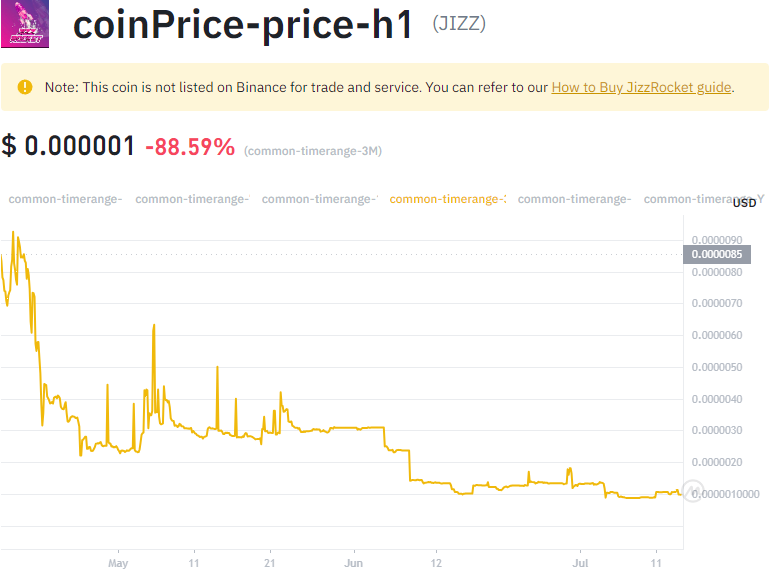 JIZZ
ROCKET
coinPrice-price-h1 (JIZZ)
Note: This coin is not listed on Binance for trade and service. You can refer to our How to Buy JizzRocket guide.
$ 0.000001 -88.59% (common-timerange-3M)
common-timerange- common-timerange- common-timerange- common-timerange- common-timerange- common-timerange-Y
USD
0.0000090
0.0000085
0.0000080
0.0000070
0.0000060
0.0000050
0.0000040
0.0000030
0.0000020
0.0000010000
May 11 21 Jun 12 Jul 11